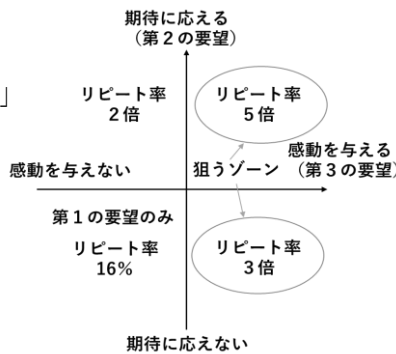 期待に応える
（第２の要望）
」
リピート率
２倍
リピート率
５倍
感動を与えない
狙うゾーン
感動を与える
（第３の要望）
第１の要望のみ
リピート率
16%
リピート率
３倍
期待に応えない